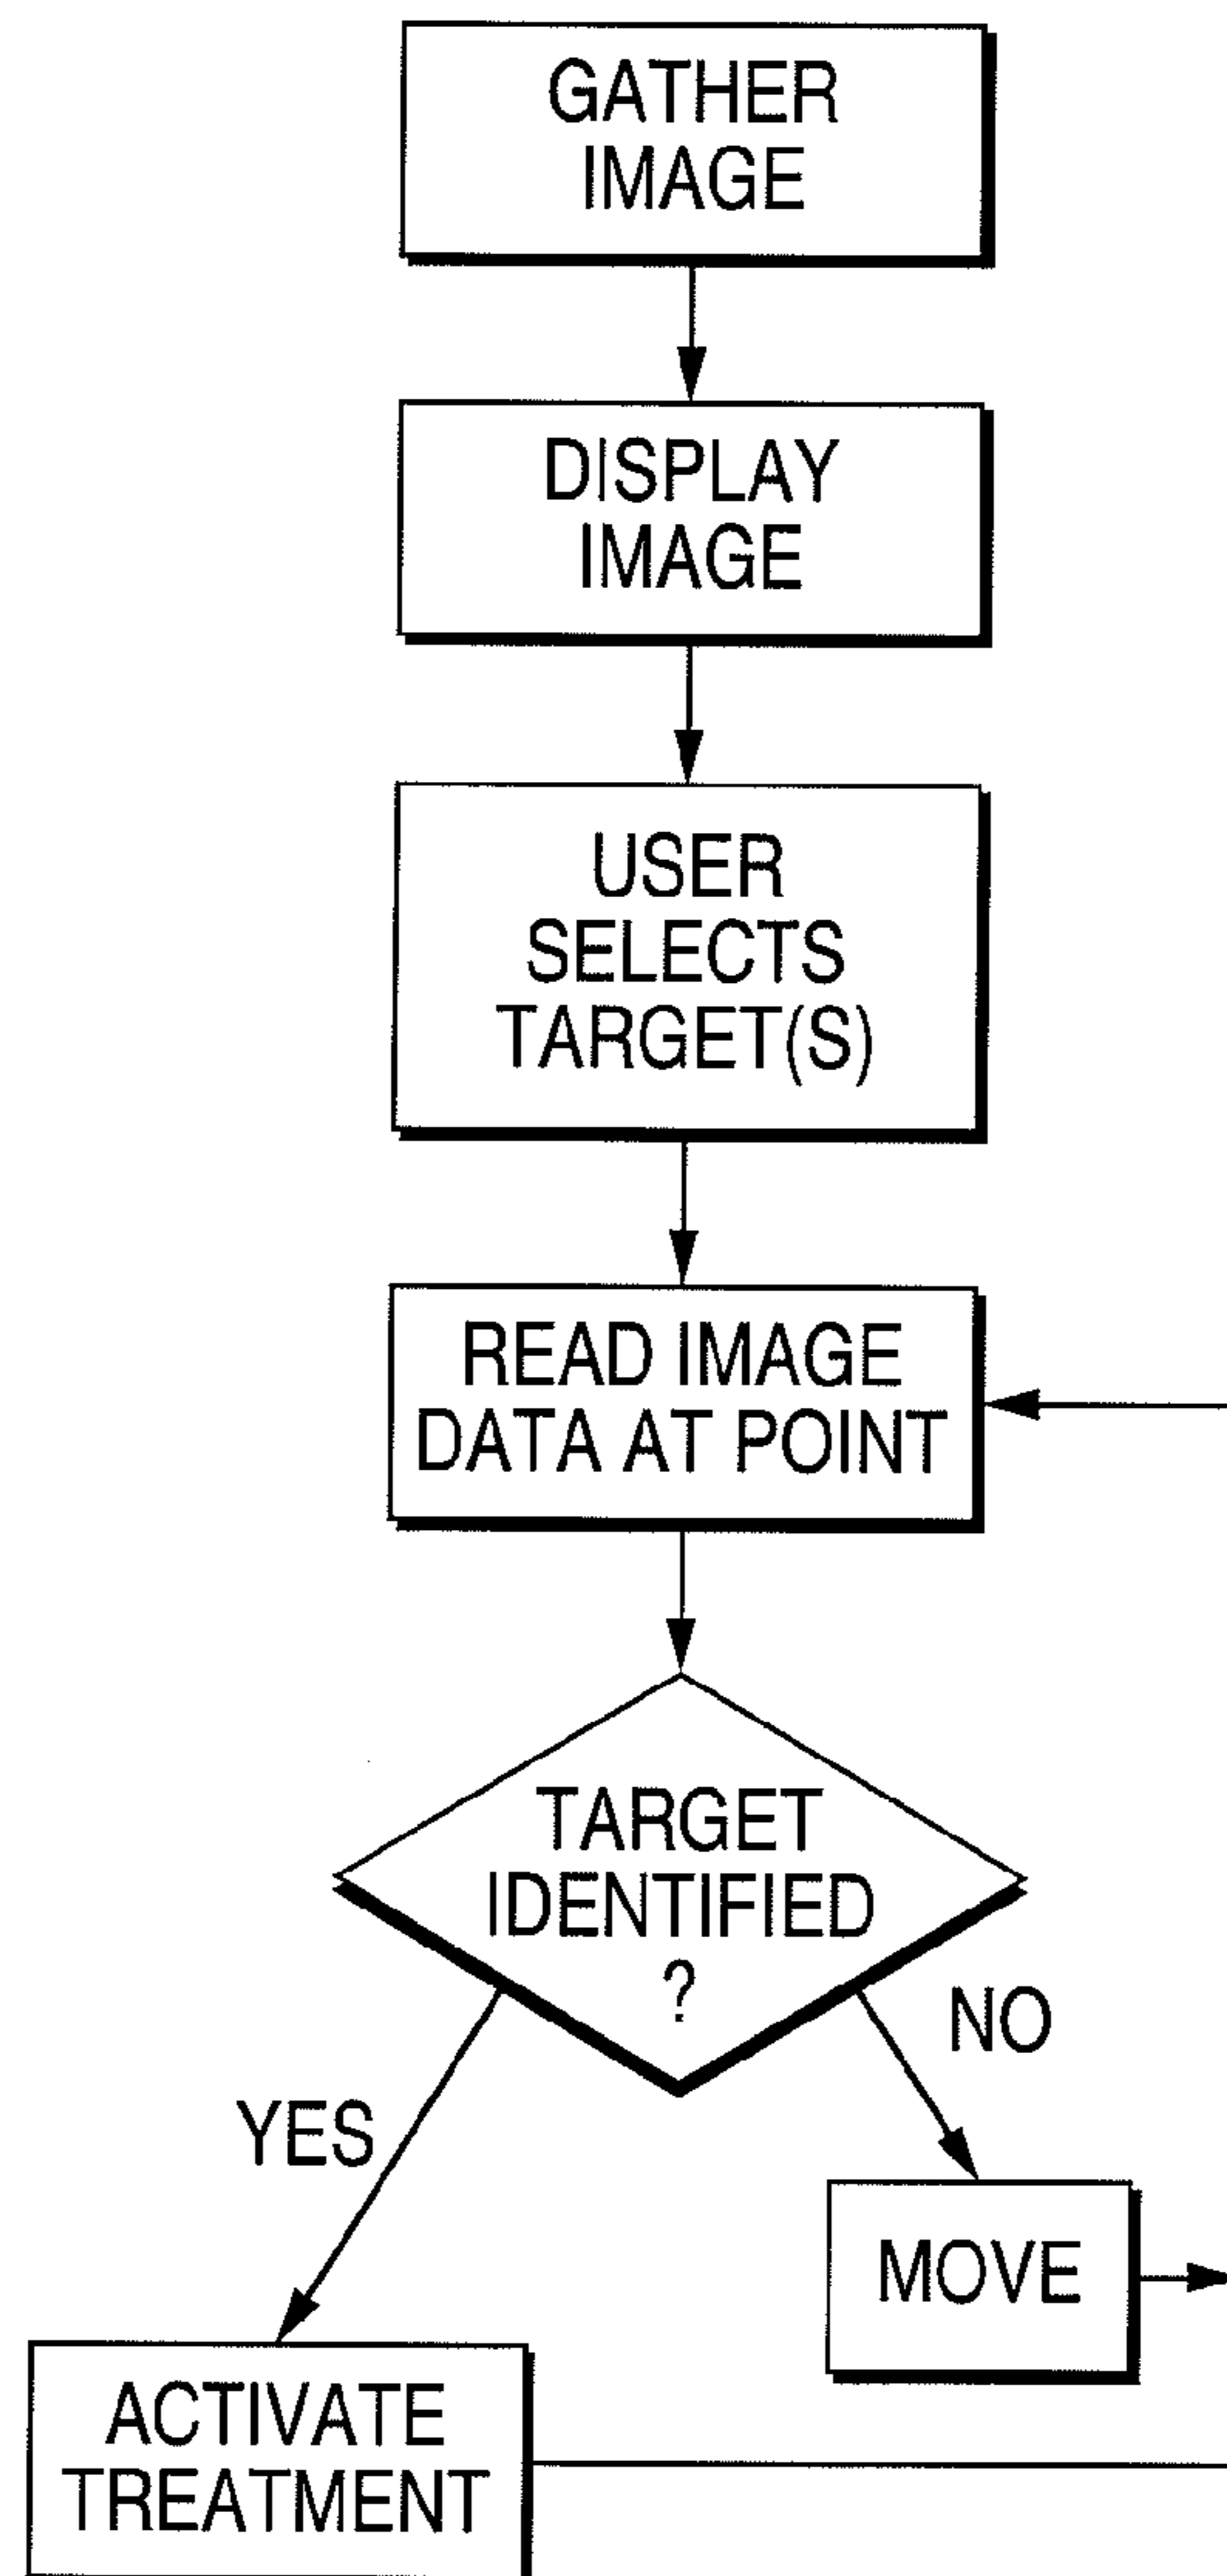 GATHER
IMAGE
DISPLAY
IMAGE
USER
SELECTS
TARGET(S)
READ IMAGE
DATA AT POINT
TARGET
IDENTIFIED
?
NO
YES
MOVE
ACTIVATE
TREATMENT